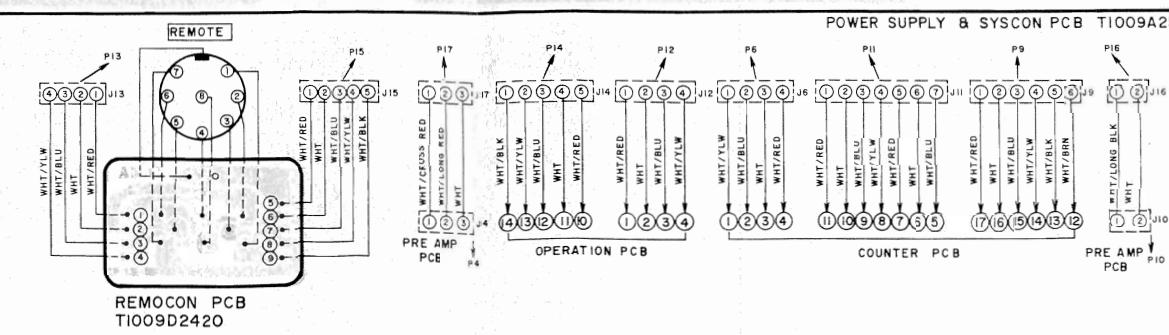 POWER SUPPLY & SYSCON PCB T1009A2
REMOTE
P13 P15 P17 P14 P12 P6 P11 P9 P16
4 3 2 1 J13
7 1 6 8 2 5 4 3
1 2 3 4 5 J15
1 2 3 J17
1 2 3 4 5 J14
1 2 3 4 J12
1 2 3 4 J6
1 2 3 4 5 6 7 J11
1 2 3 4 5 6 J9
1 2 J16
WHT/YLW
WHT/BLU
WHT
WHT/RED
WHT/RED
WHT
WHT/BLU
WHT/YLW
WHT/BLK
WHT/CROSS RED
WHT/LONG RED
WHT
WHT/BLK
WHT/YLW
WHT/BLU
WHT
WHT/RED
WHT/RED
WHT
WHT/BLU
WHT/YLW
WHT/YLW
WHT/BLU
WHT
WHT/RED
WHT/RED
WHT
WHT/BLU
WHT/YLW
WHT/RED
WHT
WHT/BLU
WHT/RED
WHT
WHT/BLU
WHT/YLW
WHT/BLK
WHT/BRN
WHT/LONG BLK
WHT
1 2 3 4
5 6 7 8 9
1 2 3 J4
14 13 12 11 10
1 2 3 4
1 2 3 4
11 10 9 8 7 6 5
17 16 15 14 13 12
1 2 J10
PRE AMP
PCB
P4
OPERATION PCB
COUNTER PCB
PRE AMP
PCB
P10
REMOCON PCB
T1009D2420